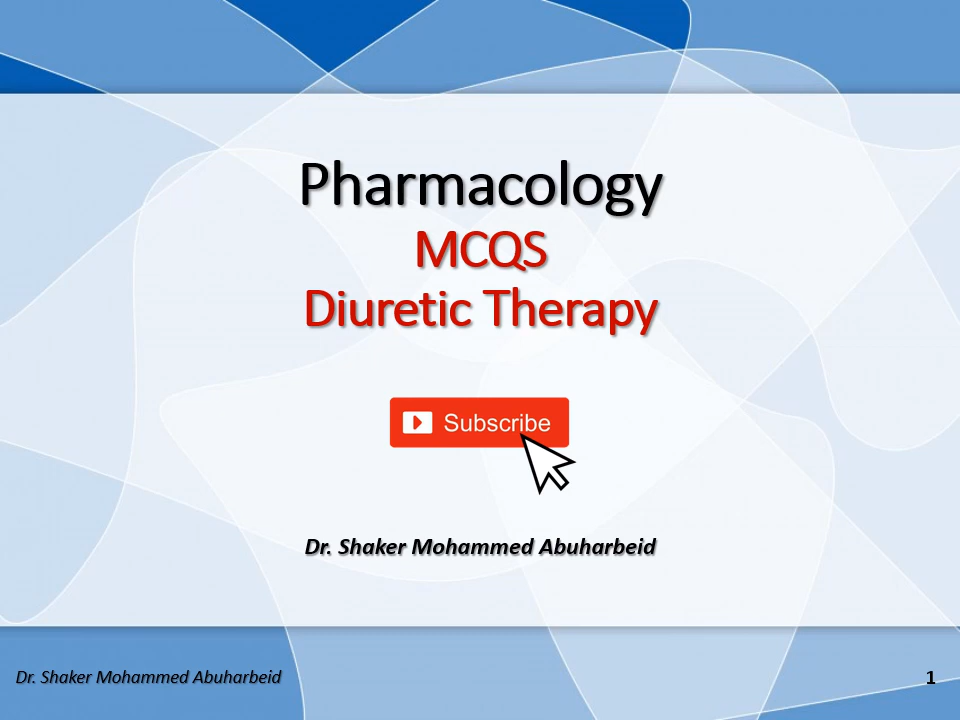 Pharmacology
MCQS
Diuretic Therapy
Subscribe
Dr. Shaker Mohammed Abuharbeid
Dr. Shaker Mohammed Abuharbeid
1